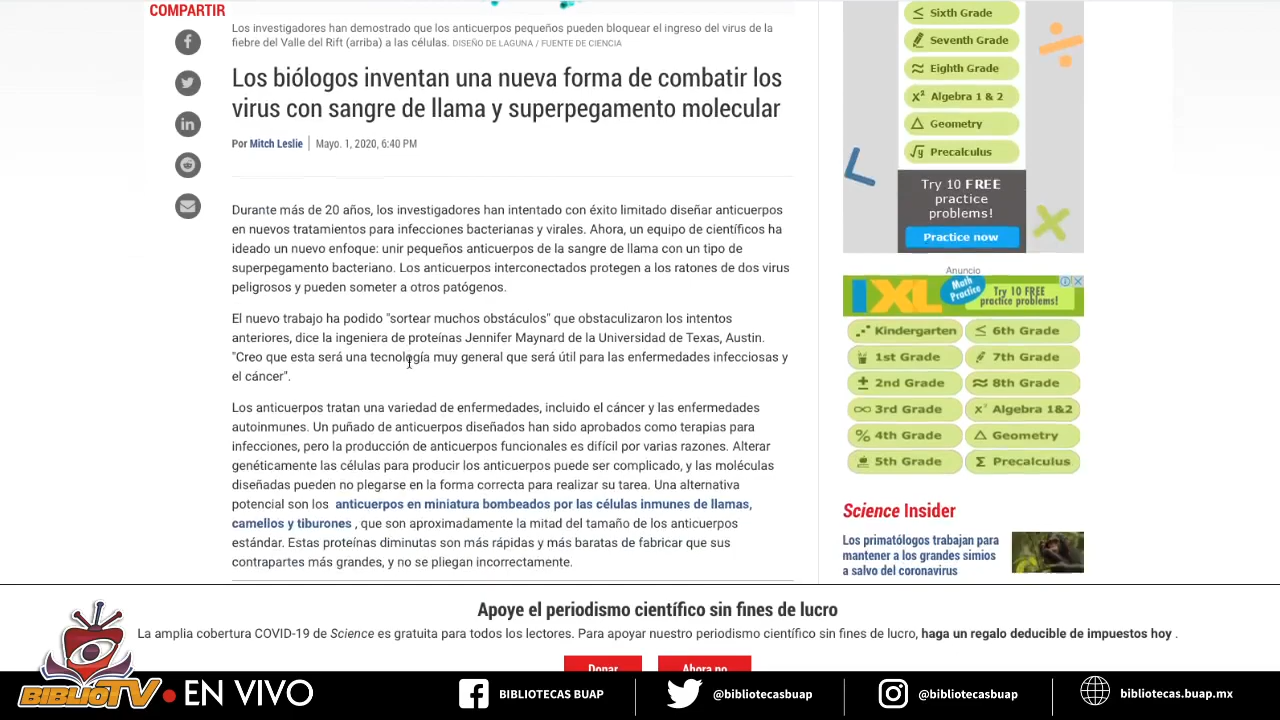 COMPARTIR
Los investigadores han demostrado que los anticuerpos pequeños pueden bloquear el ingreso del virus de la
fiebre del Valle del Rift (arriba) a las células. DISEÑO DE LAGUNA / FUENTE DE CIENCIA
Los biólogos inventan una nueva forma de combatir los
virus con sangre de llama y superpegamento molecular
Por Mitch Leslie | Mayo. 1, 2020, 6:40 PM
Durante más de 20 años, los investigadores han intentado con éxito limitado diseñar anticuerpos
en nuevos tratamientos para infecciones bacterianas y virales. Ahora, un equipo de científicos ha
ideado un nuevo enfoque: unir pequeños anticuerpos de la sangre de llama con un tipo de
superpegamento bacteriano. Los anticuerpos interconectados protegen a los ratones de dos virus
peligrosos y pueden someter a otros patógenos.
El nuevo trabajo ha podido "sortear muchos obstáculos" que obstaculizaron los intentos
anteriores, dice la ingeniera de proteínas Jennifer Maynard de la Universidad de Texas, Austin.
"Creo que esta será una tecnología muy general que será útil para las enfermedades infecciosas y
el cáncer".
Los anticuerpos tratan una variedad de enfermedades, incluido el cáncer y las enfermedades
autoinmunes. Un puñado de anticuerpos diseñados han sido aprobados como terapias para
infecciones, pero la producción de anticuerpos funcionales es difícil por varias razones. Alterar
genéticamente las células para producir los anticuerpos puede ser complicado, y las moléculas
diseñadas pueden no plegarse en la forma correcta para realizar su tarea. Una alternativa
potencial son los anticuerpos en miniatura bombeados por las células inmunes de llamas,
camellos y tiburones , que son aproximadamente la mitad del tamaño de los anticuerpos
estándar. Estas proteínas diminutas son más rápidas y más baratas de fabricar que sus
contrapartes más grandes, y no se pliegan incorrectamente.
≤ Sixth Grade
Seventh Grade
≈ Eighth Grade
X² Algebra 1 & 2
△ Geometry
√y Precalculus
Try 10 FREE
practice
problems!
Practice now
Anuncio
IXL Math Practice
Try 10 FREE
practice problems!
Kindergarten ≤ 6th Grade
1st Grade 7th Grade
± 2nd Grade ≈ 8th Grade
∞ 3rd Grade x² Algebra 1&2
% 4th Grade △ Geometry
5th Grade Σ Precalculus
Science Insider
Los primatólogos trabajan para
mantener a los grandes simios
a salvo del coronavirus
Apoye el periodismo científico sin fines de lucro
La amplia cobertura COVID-19 de Science es gratuita para todos los lectores. Para apoyar nuestro periodismo científico sin fines de lucro, haga un regalo deducible de impuestos hoy .
Donar Ahora no
BIBLIOTV • EN VIVO
BIBLIOTECAS BUAP
@bibliotecasbuap
@bibliotecasbuap
bibliotecas.buap.mx